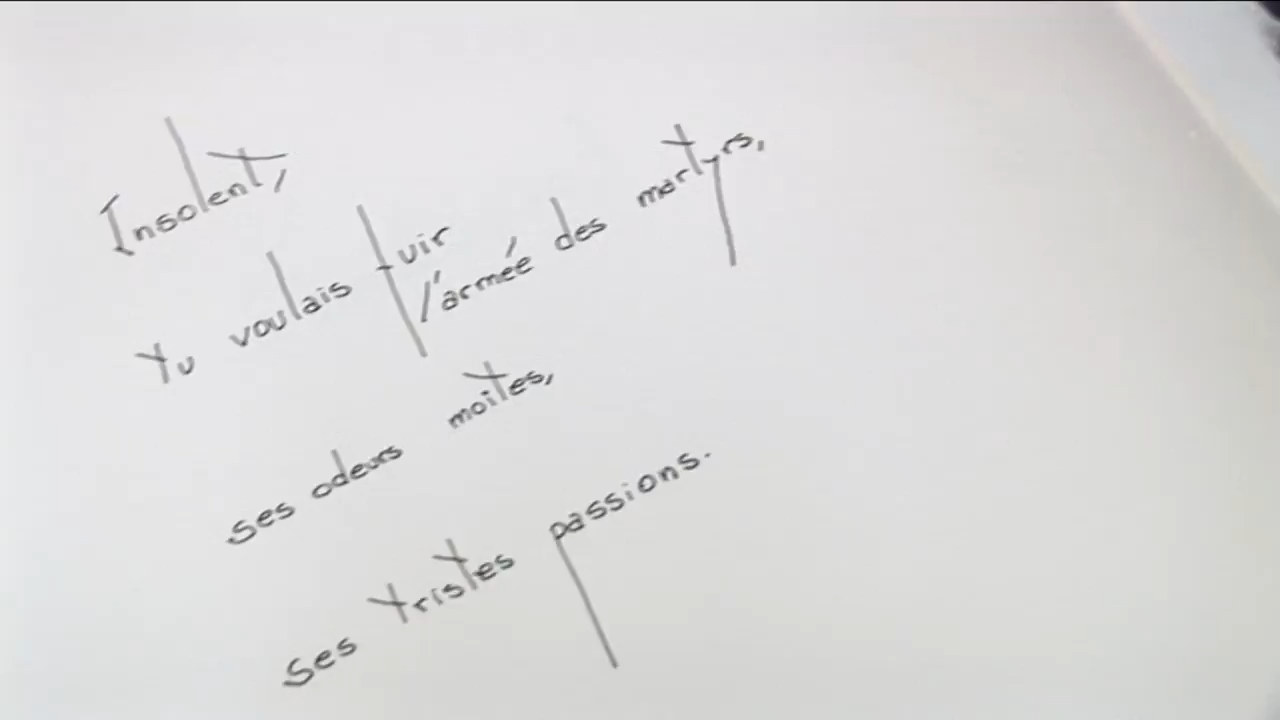 Insolent,
Tu voulais fuir l'armée des martyrs,
ses odeurs moites,
ses tristes passions.